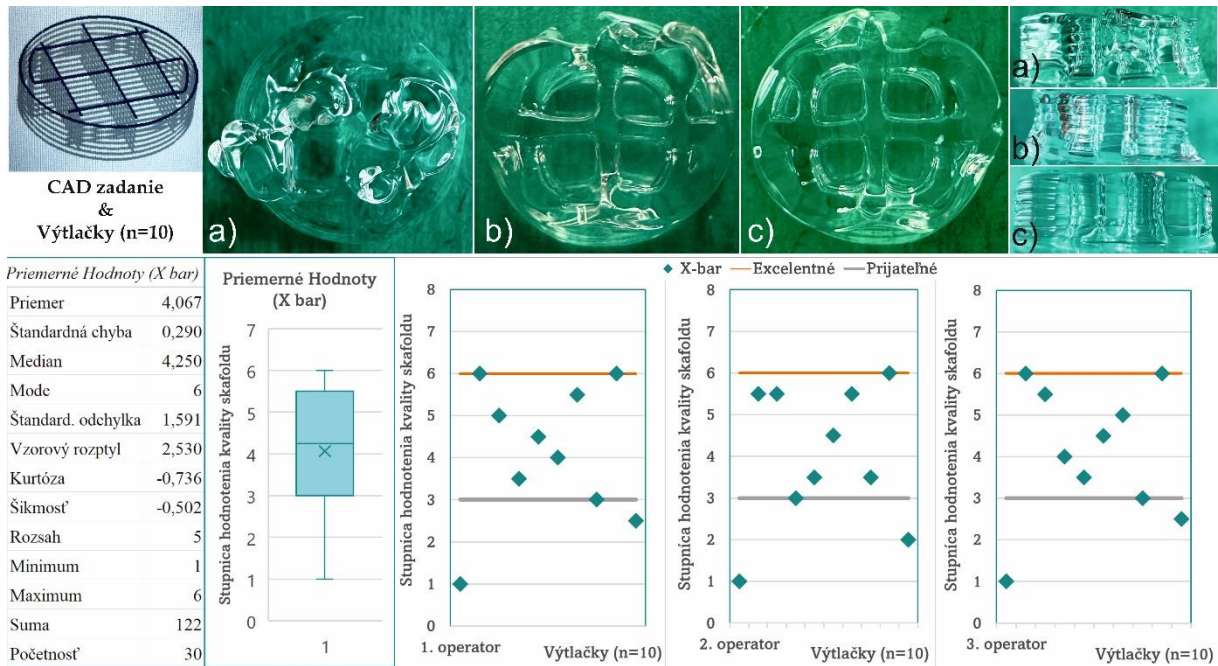 CAD zadanie
&
Výtlačky (n=10)
a)
b)
c)
a)
b)
c)
Priemerné Hodnoty (X bar)
Priemer 4,067
Štandardná chyba 0,290
Median 4,250
Mode 6
Štandard. odchylka 1,591
Vzorový rozptyl 2,530
Kurtóza -0,736
Šikmosť -0,502
Rozsah 5
Minimum 1
Maximum 6
Suma 122
Početnosť 30
Priemerné Hodnoty
(X bar)
Stupnica hodnotenia kvality skafoldu
7
6
5
4
3
2
1
0
1
X-bar Excelentné Prijateľné
Stupnica hodnotenia kvality skafoldu
8
7
6
5
4
3
2
1
0
1. operator Výtlačky (n=10)
Stupnica hodnotenia kvality skafoldu
8
7
6
5
4
3
2
1
0
2. operator Výtlačky (n=10)
Stupnica hodnotenia kvality skafoldu
8
7
6
5
4
3
2
1
0
3. operator Výtlačky (n=10)